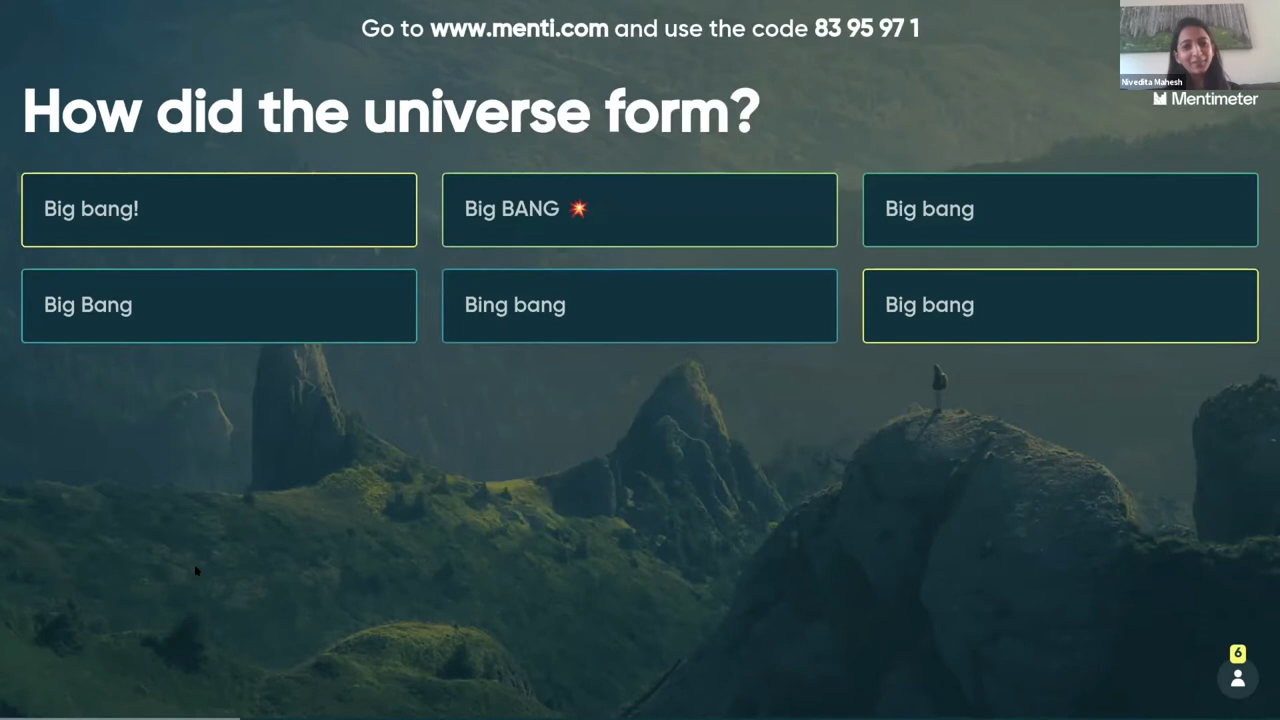 Go to www.menti.com and use the code 83 95 97 1
Nivedita Mahesh
Mentimeter
How did the universe form?
Big bang!
Big BANG 💥
Big bang
Big Bang
Bing bang
Big bang
6